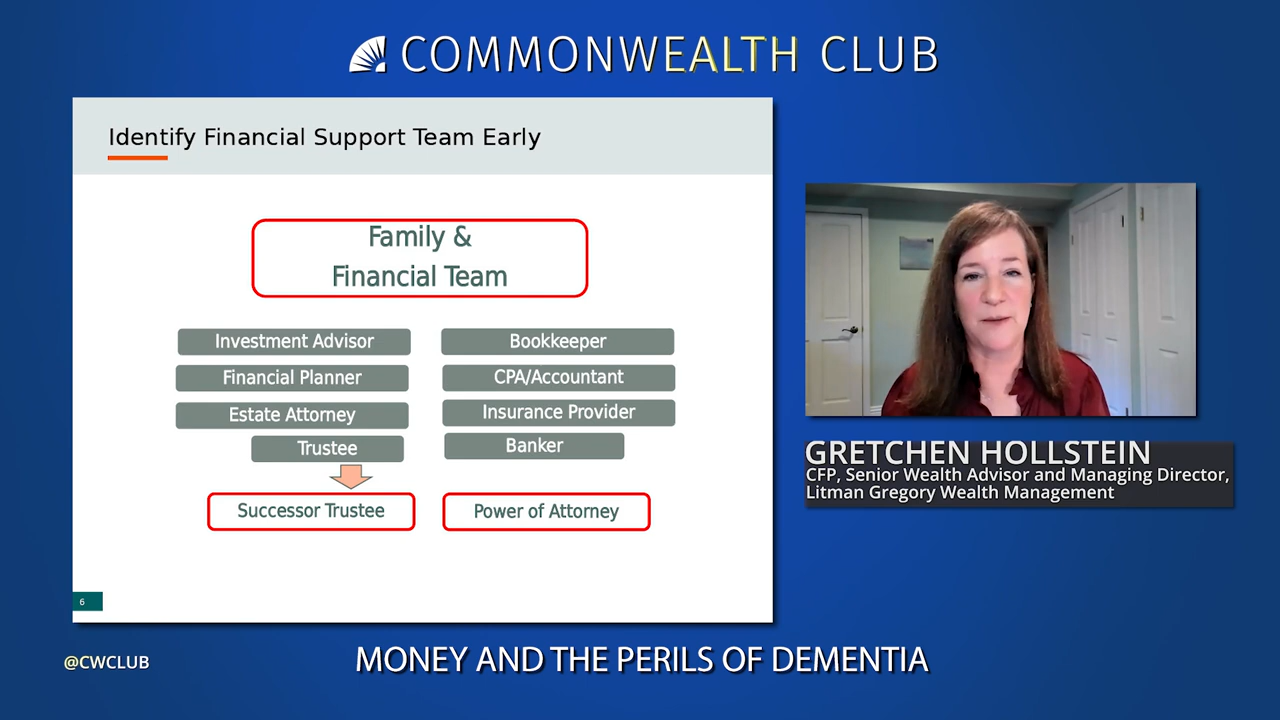 COMMONWEALTH CLUB
Identify Financial Support Team Early
Family &
Financial Team
Investment Advisor
Bookkeeper
Financial Planner
CPA/Accountant
Estate Attorney
Insurance Provider
Trustee
Banker
Successor Trustee
Power of Attorney
6
GRETCHEN HOLLSTEIN
CFP, Senior Wealth Advisor and Managing Director,
Litman Gregory Wealth Management
@CWCLUB
MONEY AND THE PERILS OF DEMENTIA